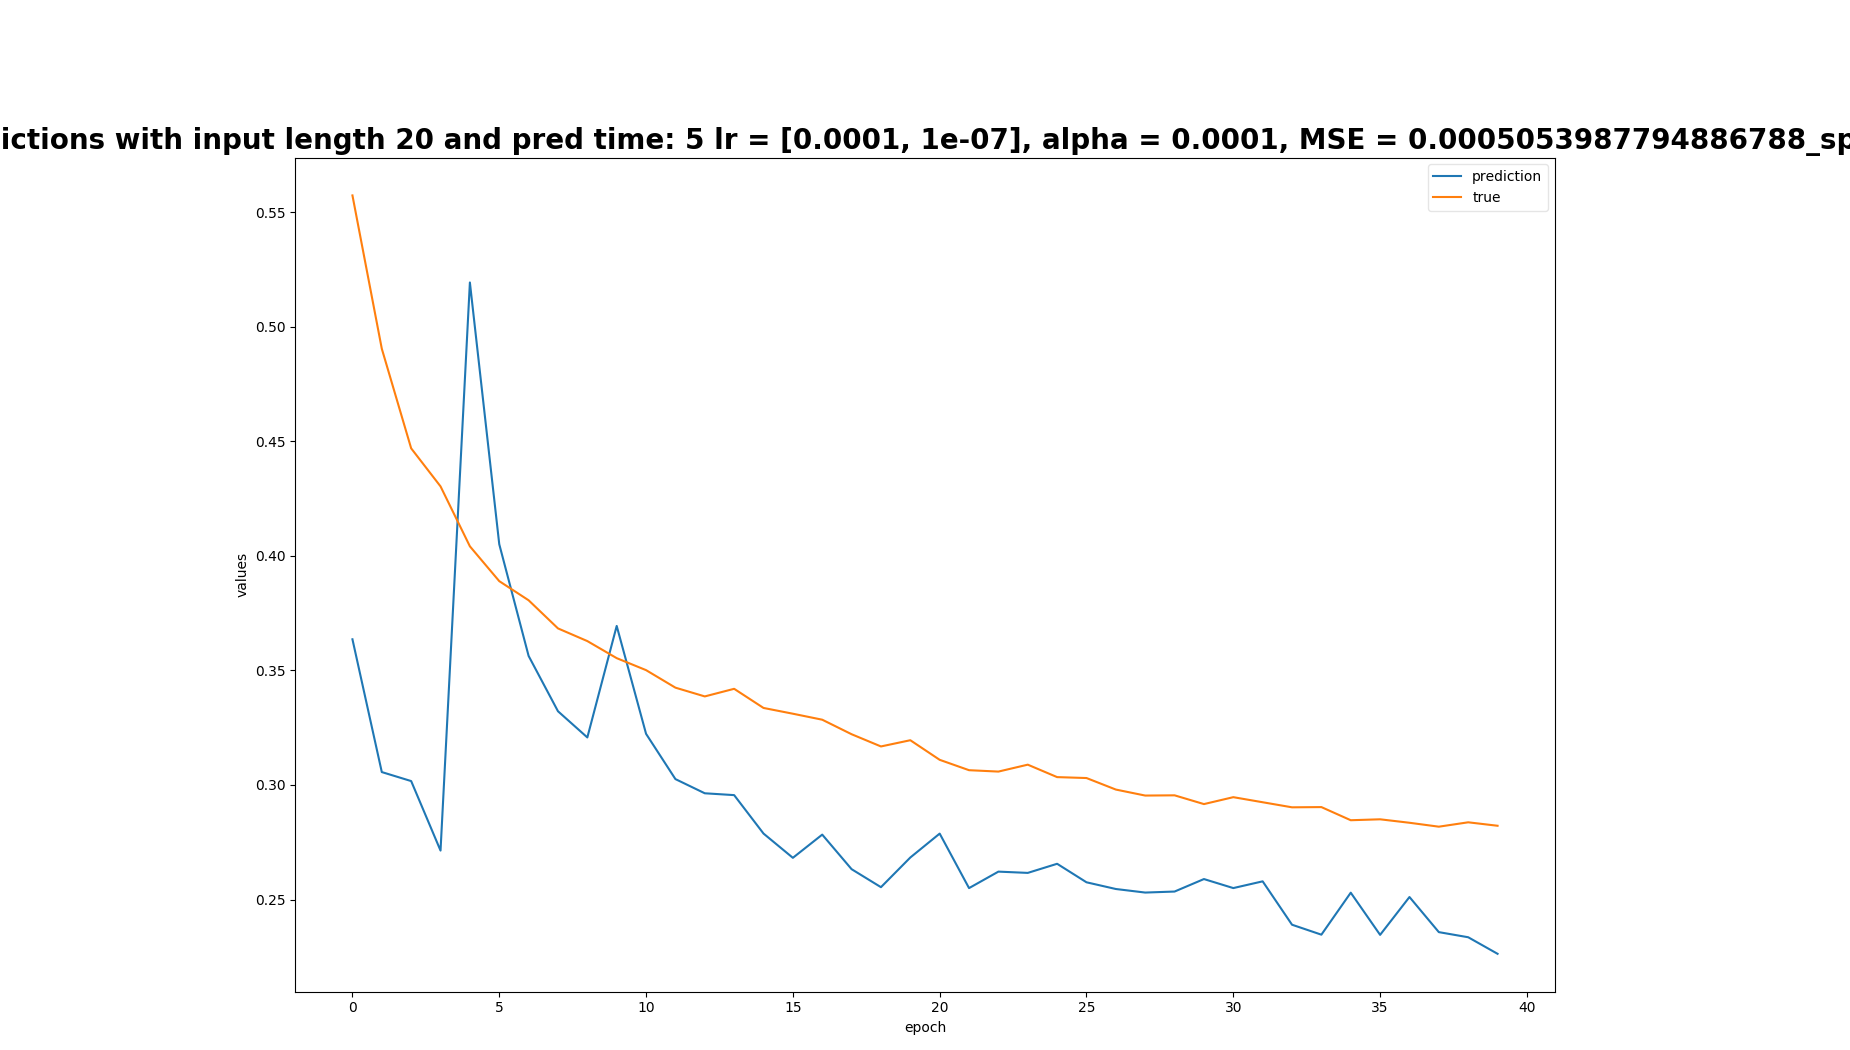 ictions with input length 20 and pred time: 5 lr = [0.0001, 1e-07], alpha = 0.0001, MSE = 0.0005053987794886788_sp
prediction
true
0.55
0.50
0.45
0.40
0.35
0.30
0.25
values
0 5 10 15 20 25 30 35 40
epoch